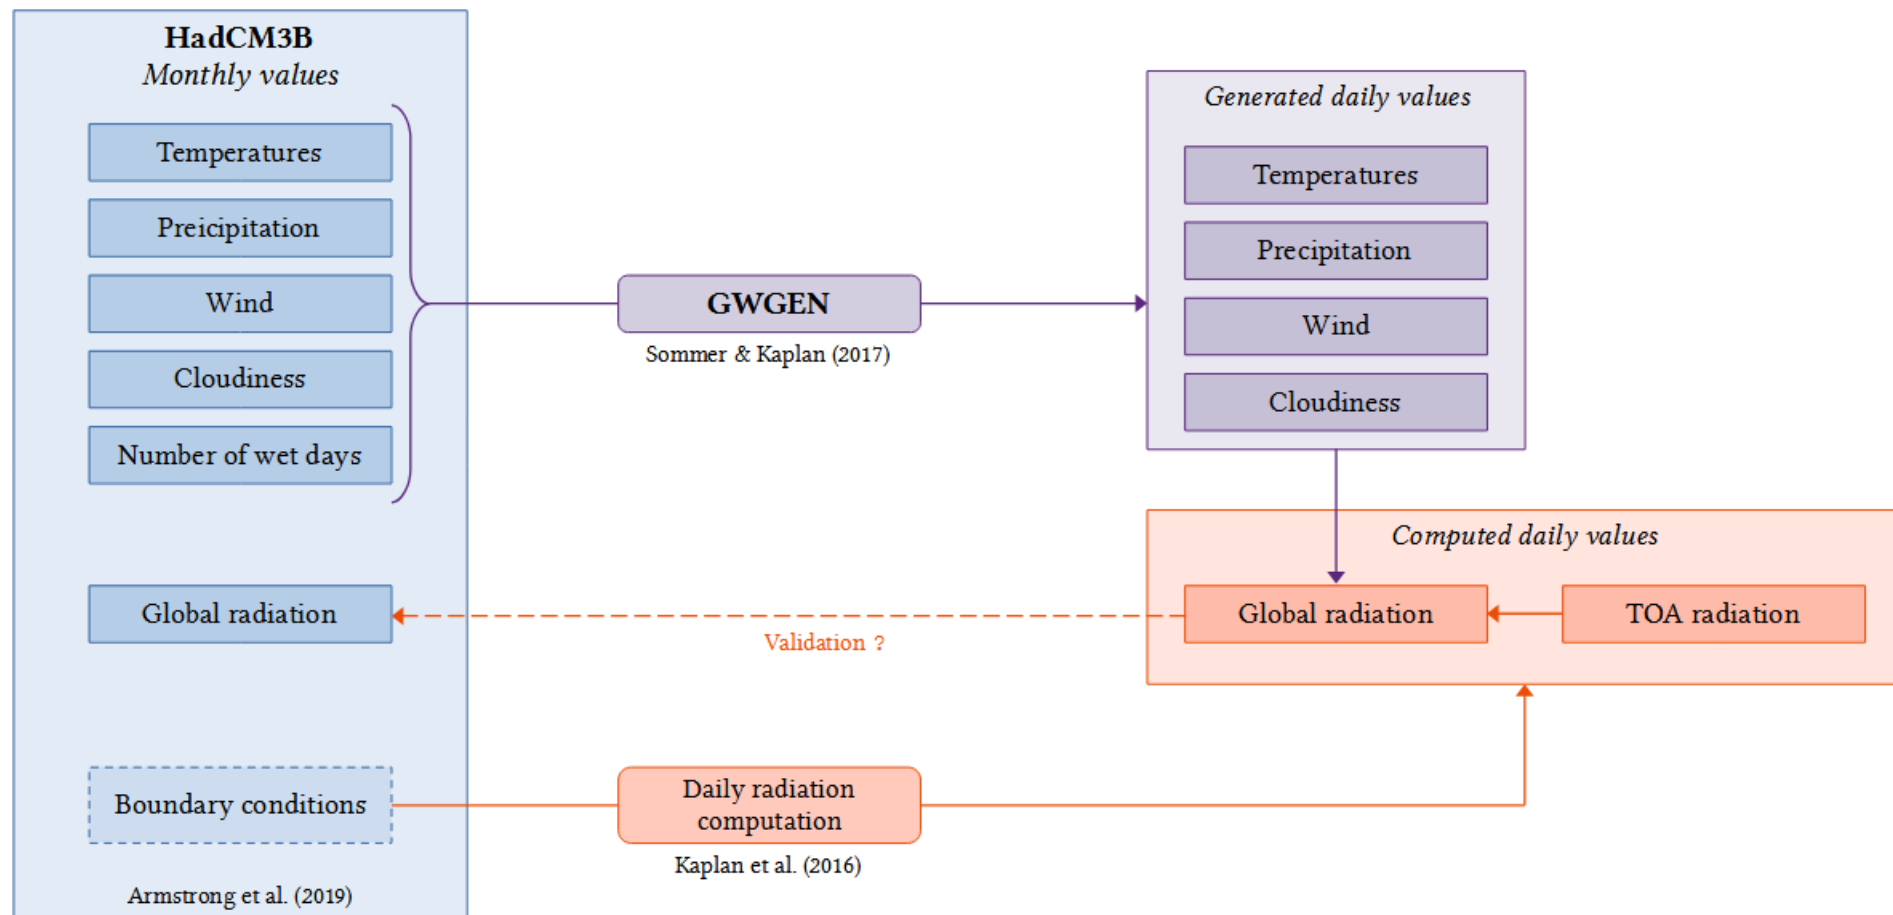 HadCM3B
Monthly values
Temperatures
Preicipitation
Wind
Cloudiness
Number of wet days
Global radiation
Boundary conditions
Armstrong et al. (2019)
GWGEN
Sommer & Kaplan (2017)
Validation ?
Daily radiation
computation
Kaplan et al. (2016)
Generated daily values
Temperatures
Precipitation
Wind
Cloudiness
Computed daily values
Global radiation
TOA radiation